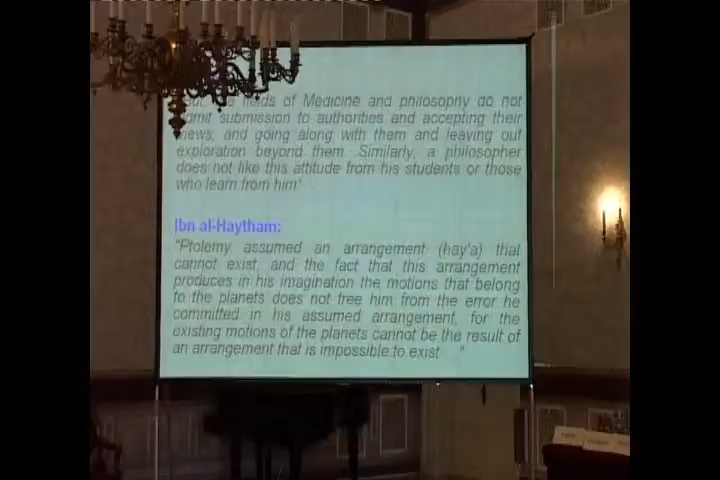 fields of Medicine and philosophy do not
admit submission to authorities and accepting their
views, and going along with them and leaving out
exploration beyond them. Similarly, a philosopher
does not like this attitude from his students or those
who learn from him"
Ibn al-Haytham:
"Ptolemy assumed an arrangement (hay'a) that
cannot exist, and the fact that this arrangement
produces in his imagination the motions that belong
to the planets does not free him from the error he
committed in his assumed arrangement, for the
existing motions of the planets cannot be the result of
an arrangement that is impossible to exist "